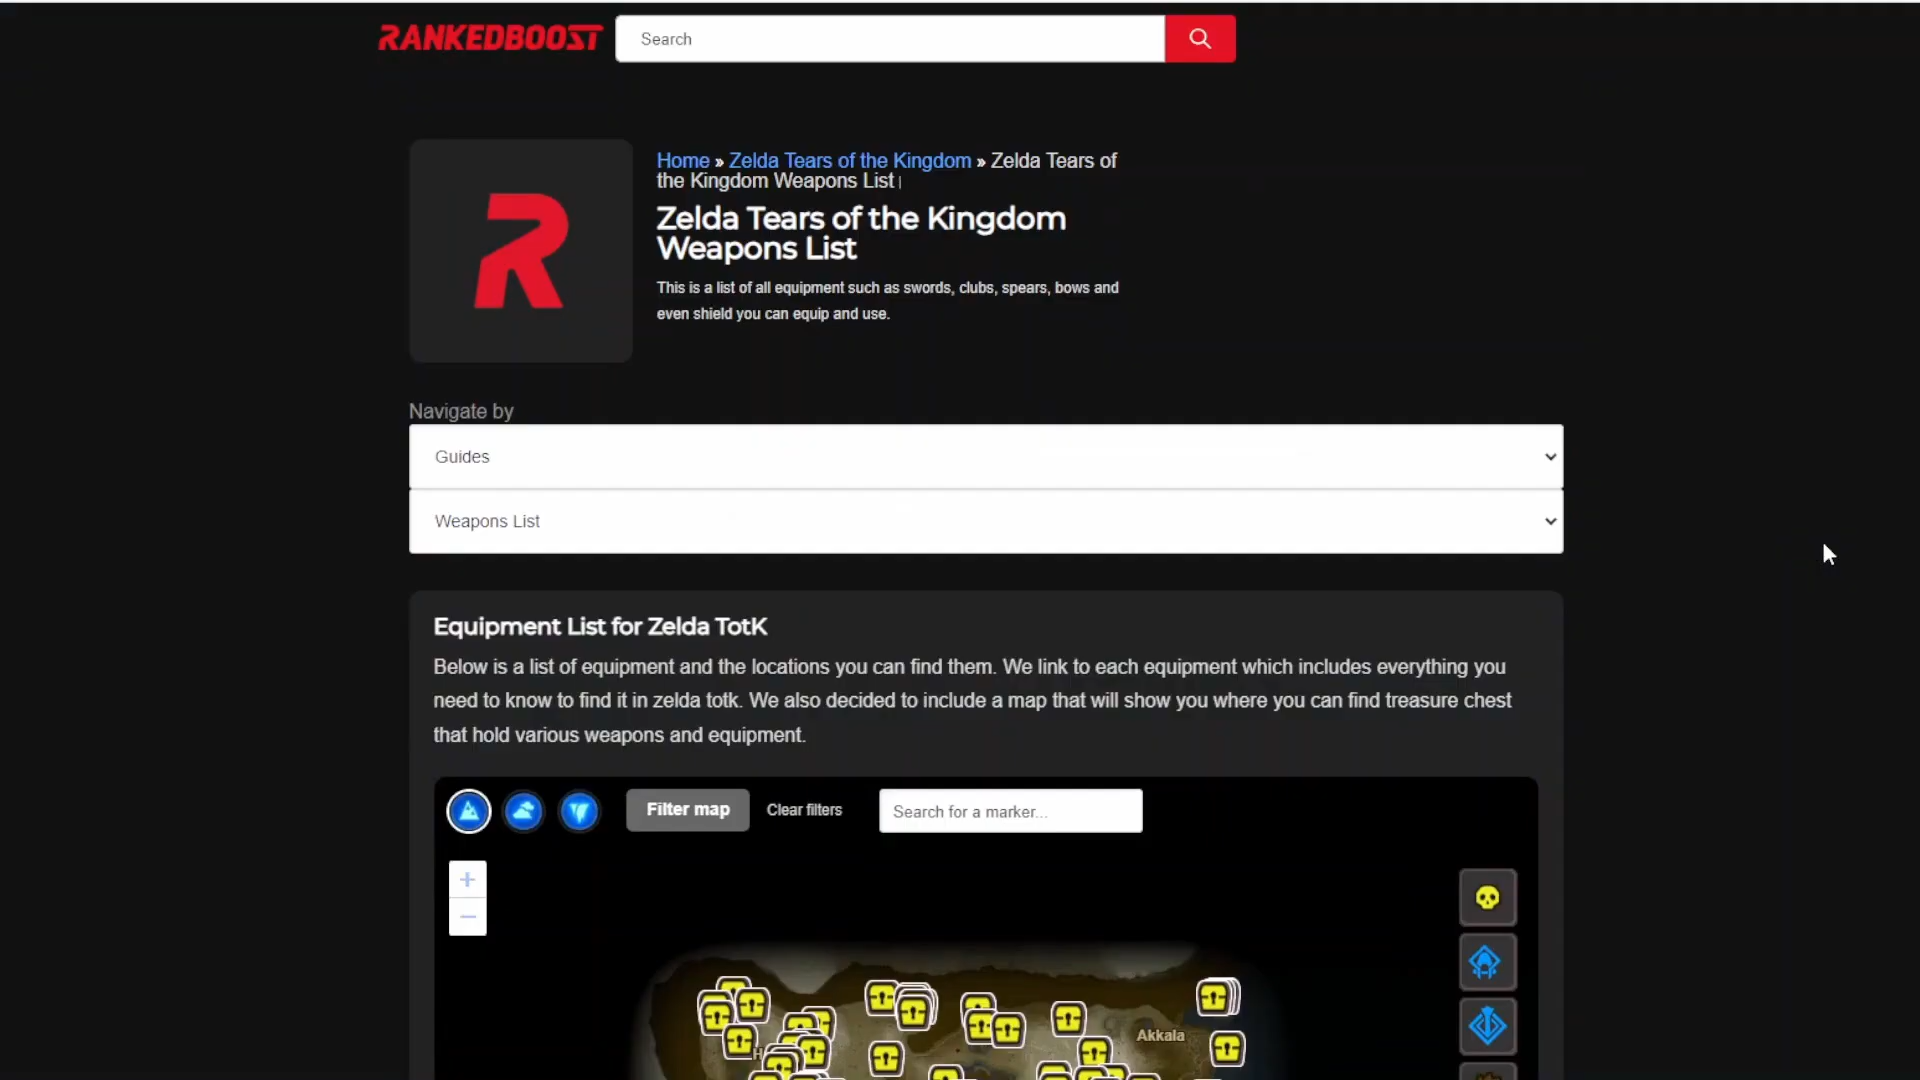 RANKEDBOOST
Search
Home » Zelda Tears of the Kingdom » Zelda Tears of
the Kingdom Weapons List |
Zelda Tears of the Kingdom
Weapons List
This is a list of all equipment such as swords, clubs, spears, bows and
even shield you can equip and use.
Navigate by
Guides
Weapons List
Equipment List for Zelda TotK
Below is a list of equipment and the locations you can find them. We link to each equipment which includes everything you
need to know to find it in zelda totk. We also decided to include a map that will show you where you can find treasure chest
that hold various weapons and equipment.
Filter map
Clear filters
Search for a marker...
+
−
Akkala